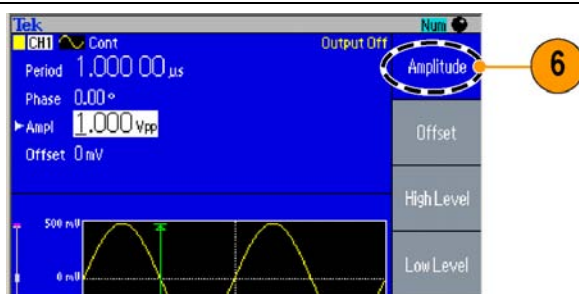 Tek
Num
CH1 Cont
Output Off
Period 1.000 00 µs
Phase 0.00 °
Ampl 1.000 Vpp
Offset 0 mV
Amplitude
6
Offset
High Level
Low Level
500 mV
0 mV